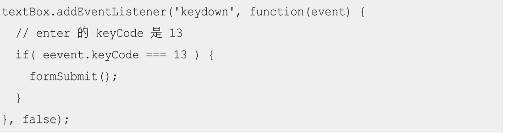 textBox.addEventListener('keydown', function(event) {
// enter 的 keyCode 是 13
if( eevent.keyCode === 13 ) {
formSubmit();
}
}, false);